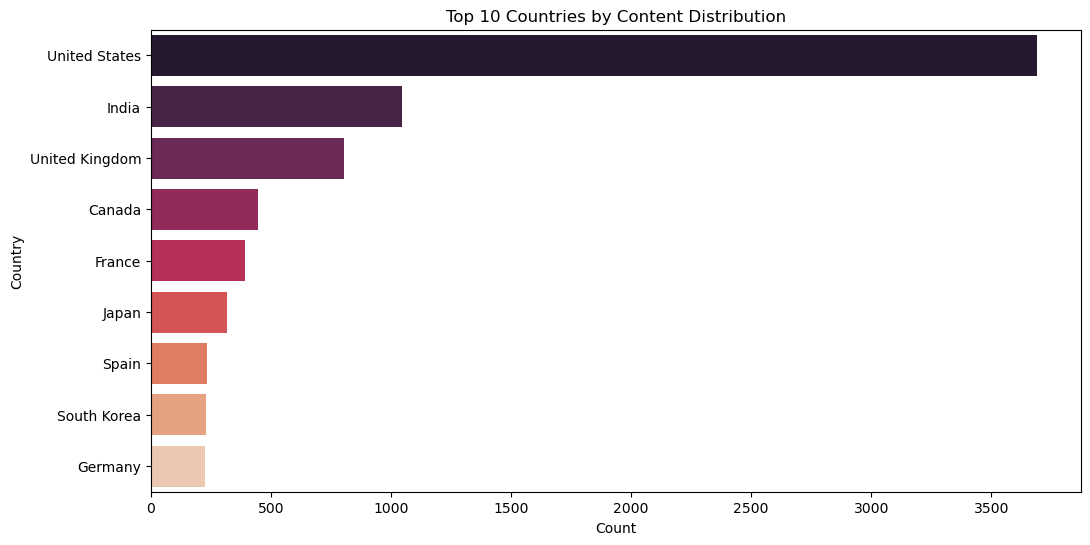 Top 10 Countries by Content Distribution
United States
India
United Kingdom
Canada
France
Japan
Spain
South Korea
Germany
Country
0 500 1000 1500 2000 2500 3000 3500
Count